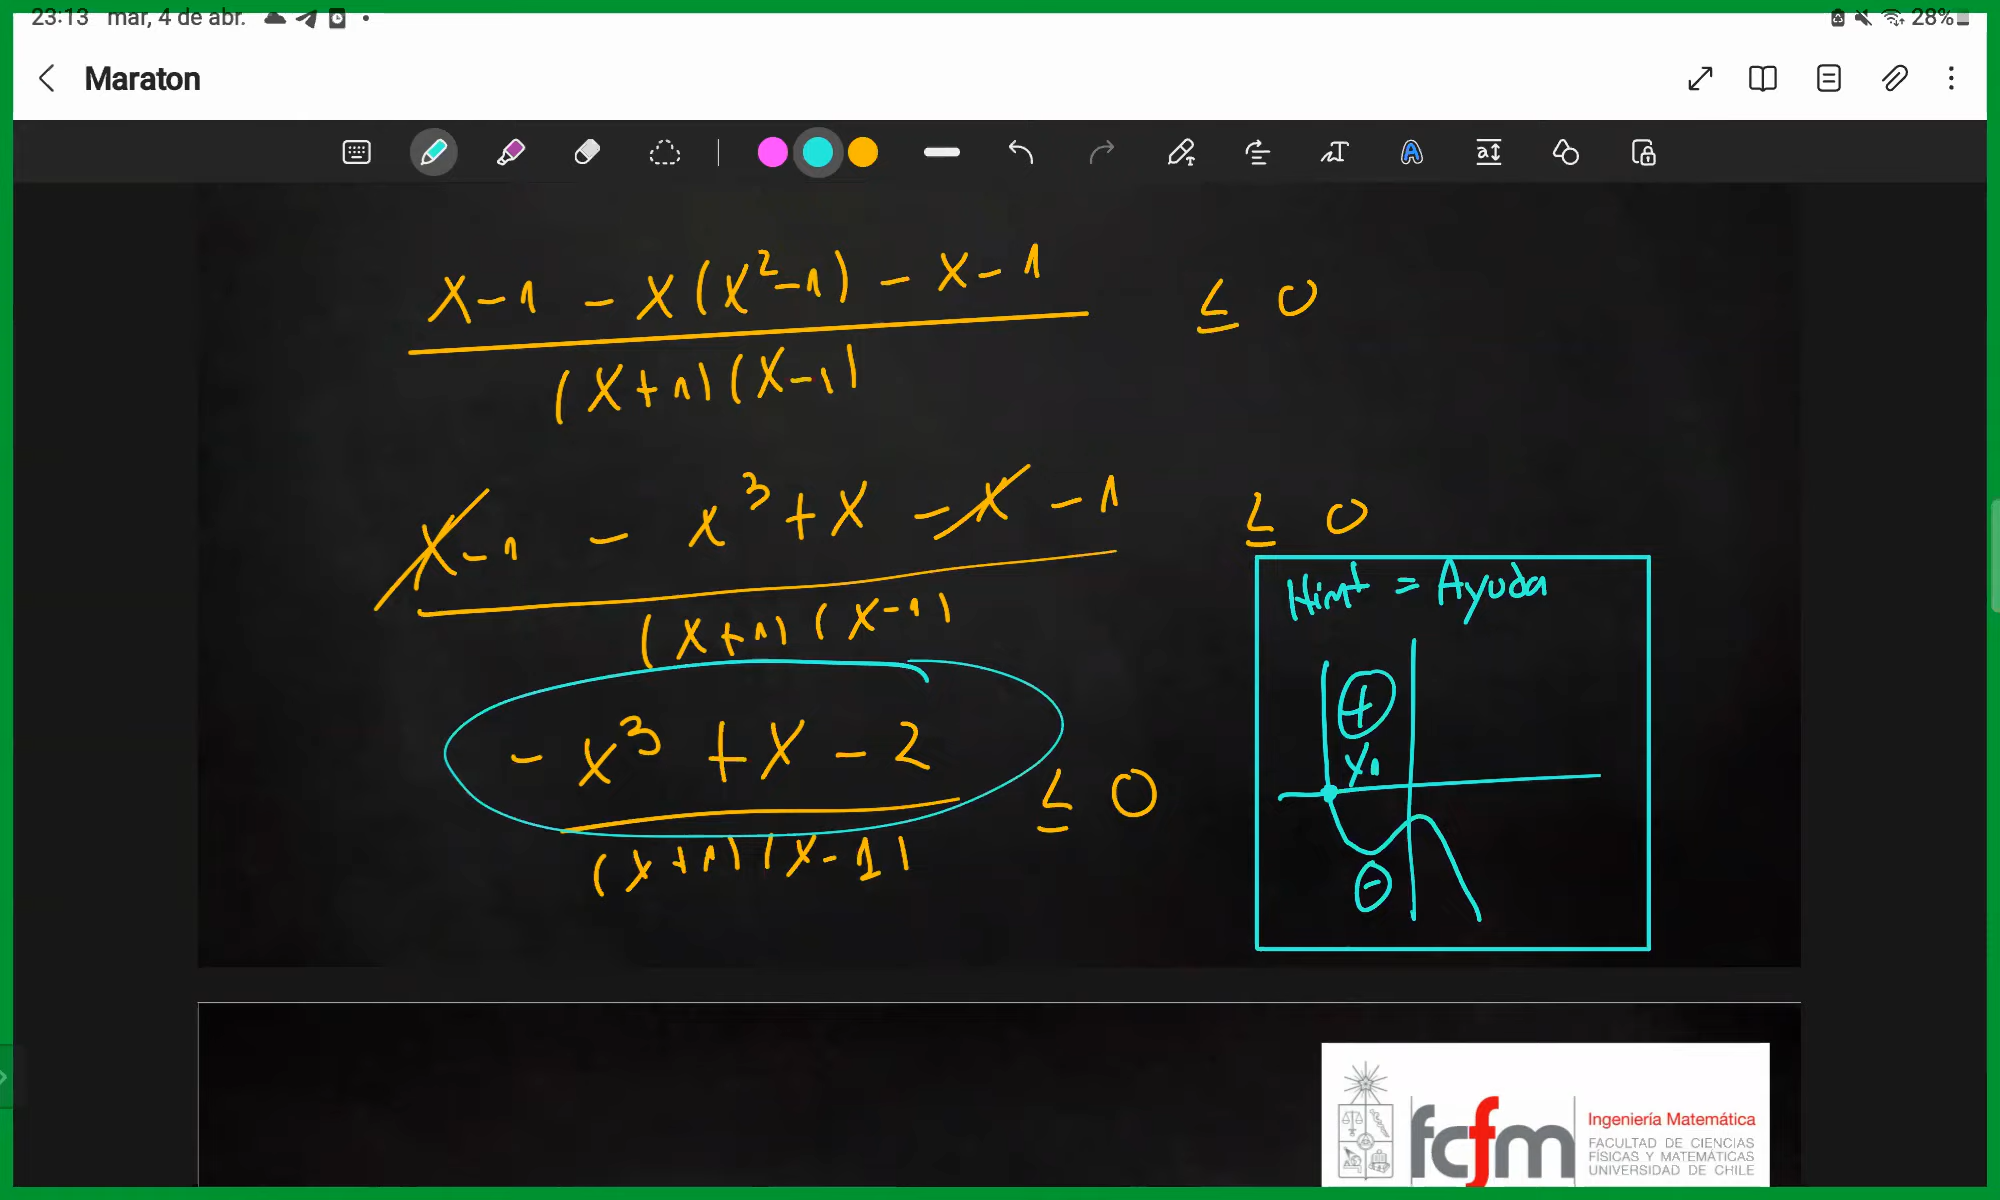 23:13 mar, 4 de abr. 28%
Maraton
x-1 - x(x²-1) - x-1 ≤ 0
(x+1)(x-1)
x-1 - x³+x - x - 1 ≤ 0
(x+1)(x-1)
Hint = Ayuda
+
x₁
-x³ + x - 2 ≤ 0
(x+1)(x-1)
-
fcfm
Ingeniería Matemática
FACULTAD DE CIENCIAS
FÍSICAS Y MATEMÁTICAS
UNIVERSIDAD DE CHILE